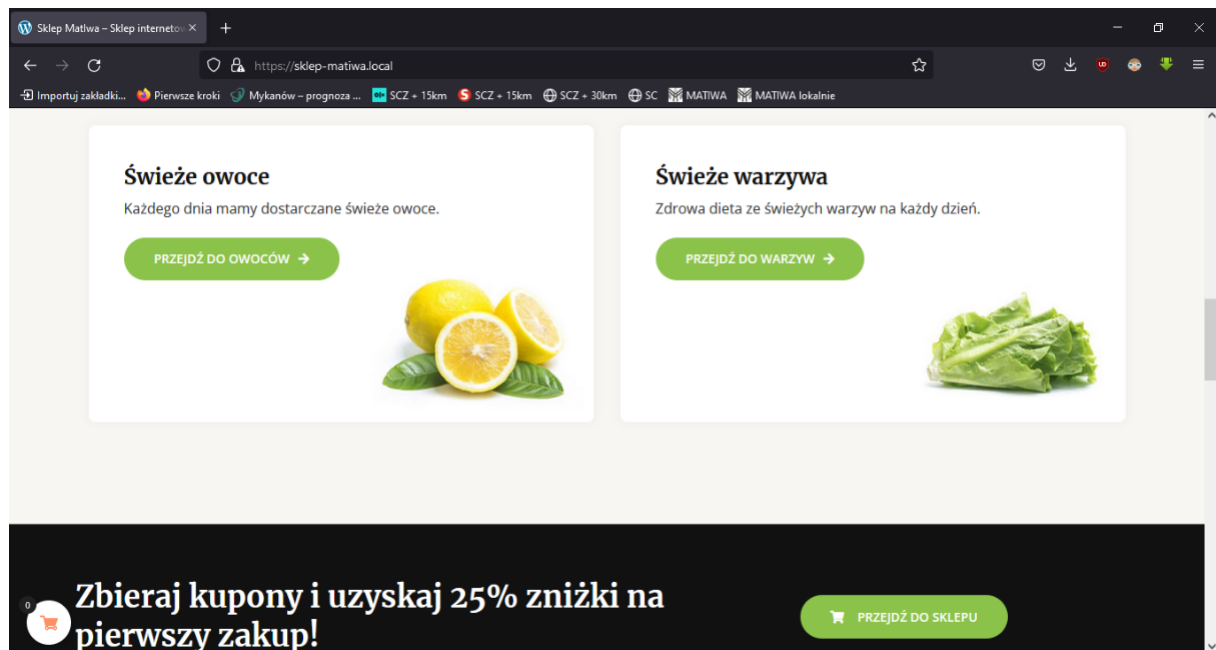 Sklep MatIwa – Sklep internetow
https://sklep-matiwa.local
Importuj zakładki... Pierwsze kroki Mykanów – prognoza ... SCZ + 15km SCZ + 15km SCZ + 30km SC MATIWA MATIWA lokalnie
Świeże owoce
Każdego dnia mamy dostarczane świeże owoce.
PRZEJDŹ DO OWOCÓW
Świeże warzywa
Zdrowa dieta ze świeżych warzyw na każdy dzień.
PRZEJDŹ DO WARZYW
Zbieraj kupony i uzyskaj 25% zniżki na
pierwszy zakup!
0
PRZEJDŹ DO SKLEPU